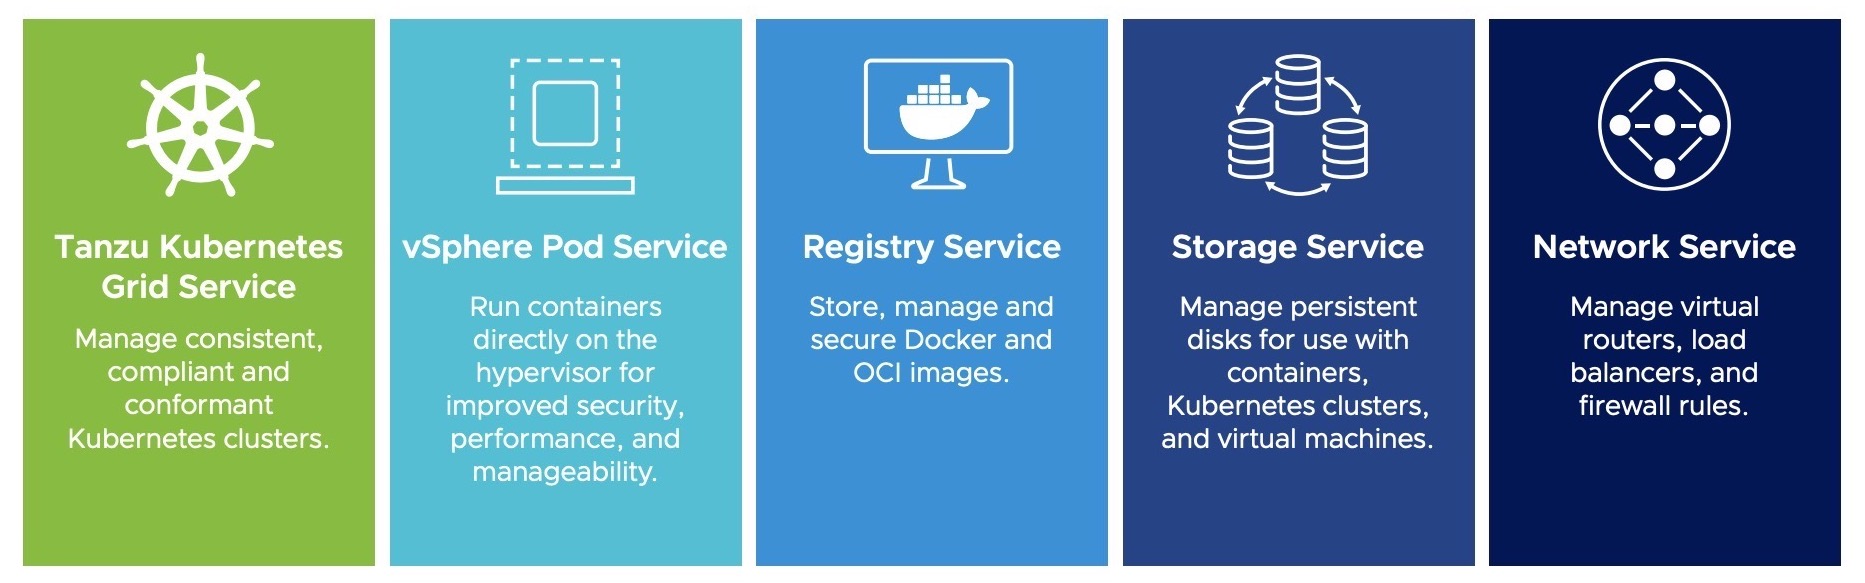 Tanzu Kubernetes
Grid Service
Manage consistent,
compliant and
conformant
Kubernetes clusters.
vSphere Pod Service
Run containers
directly on the
hypervisor for
improved security,
performance, and
manageability.
Registry Service
Store, manage and
secure Docker and
OCI images.
Storage Service
Manage persistent
disks for use with
containers,
Kubernetes clusters,
and virtual machines.
Network Service
Manage virtual
routers, load
balancers, and
firewall rules.